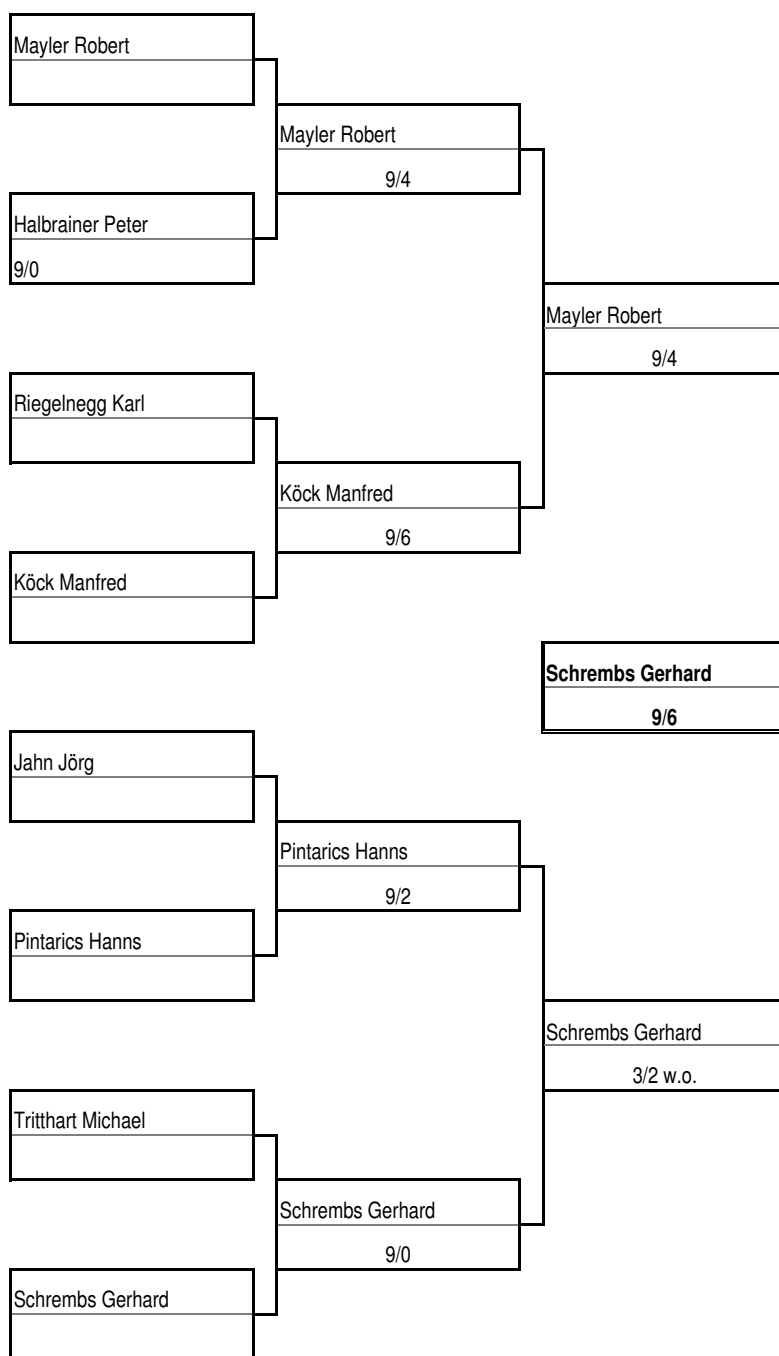 Mayler Robert
Mayler Robert
9/4
Halbrainer Peter
9/0
Mayler Robert
9/4
Riegelnegg Karl
Köck Manfred
9/6
Köck Manfred
Schrembs Gerhard
9/6
Jahn Jörg
Pintarics Hanns
9/2
Pintarics Hanns
Schrembs Gerhard
3/2 w.o.
Tritthart Michael
Schrembs Gerhard
9/0
Schrembs Gerhard